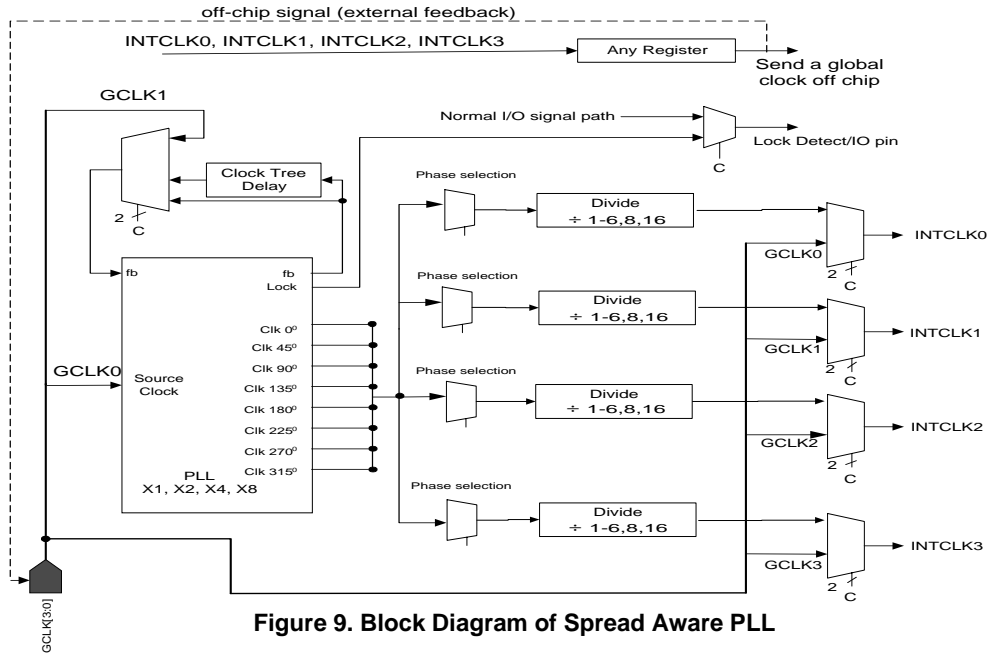 off-chip signal (external feedback)
INTCLK0, INTCLK1, INTCLK2, INTCLK3
Any Register
Send a global
clock off chip
GCLK1
Normal I/O signal path
Lock Detect/IO pin
C
Clock Tree
Delay
2
C
Phase selection
Divide
÷ 1-6,8,16
INTCLK0
GCLK0
2
C
fb
fb
Lock
Phase selection
Divide
÷ 1-6,8,16
INTCLK1
GCLK1
2
C
Clk 0º
Clk 45º
Clk 90º
Clk 135º
Clk 180º
Clk 225º
Clk 270º
Clk 315º
GCLK0
Source
Clock
PLL
X1, X2, X4, X8
Phase selection
Divide
÷ 1-6,8,16
INTCLK2
GCLK2
2
C
Phase selection
Divide
÷ 1-6,8,16
INTCLK3
GCLK3
2
C
GCLK[3:0]
Figure 9. Block Diagram of Spread Aware PLL